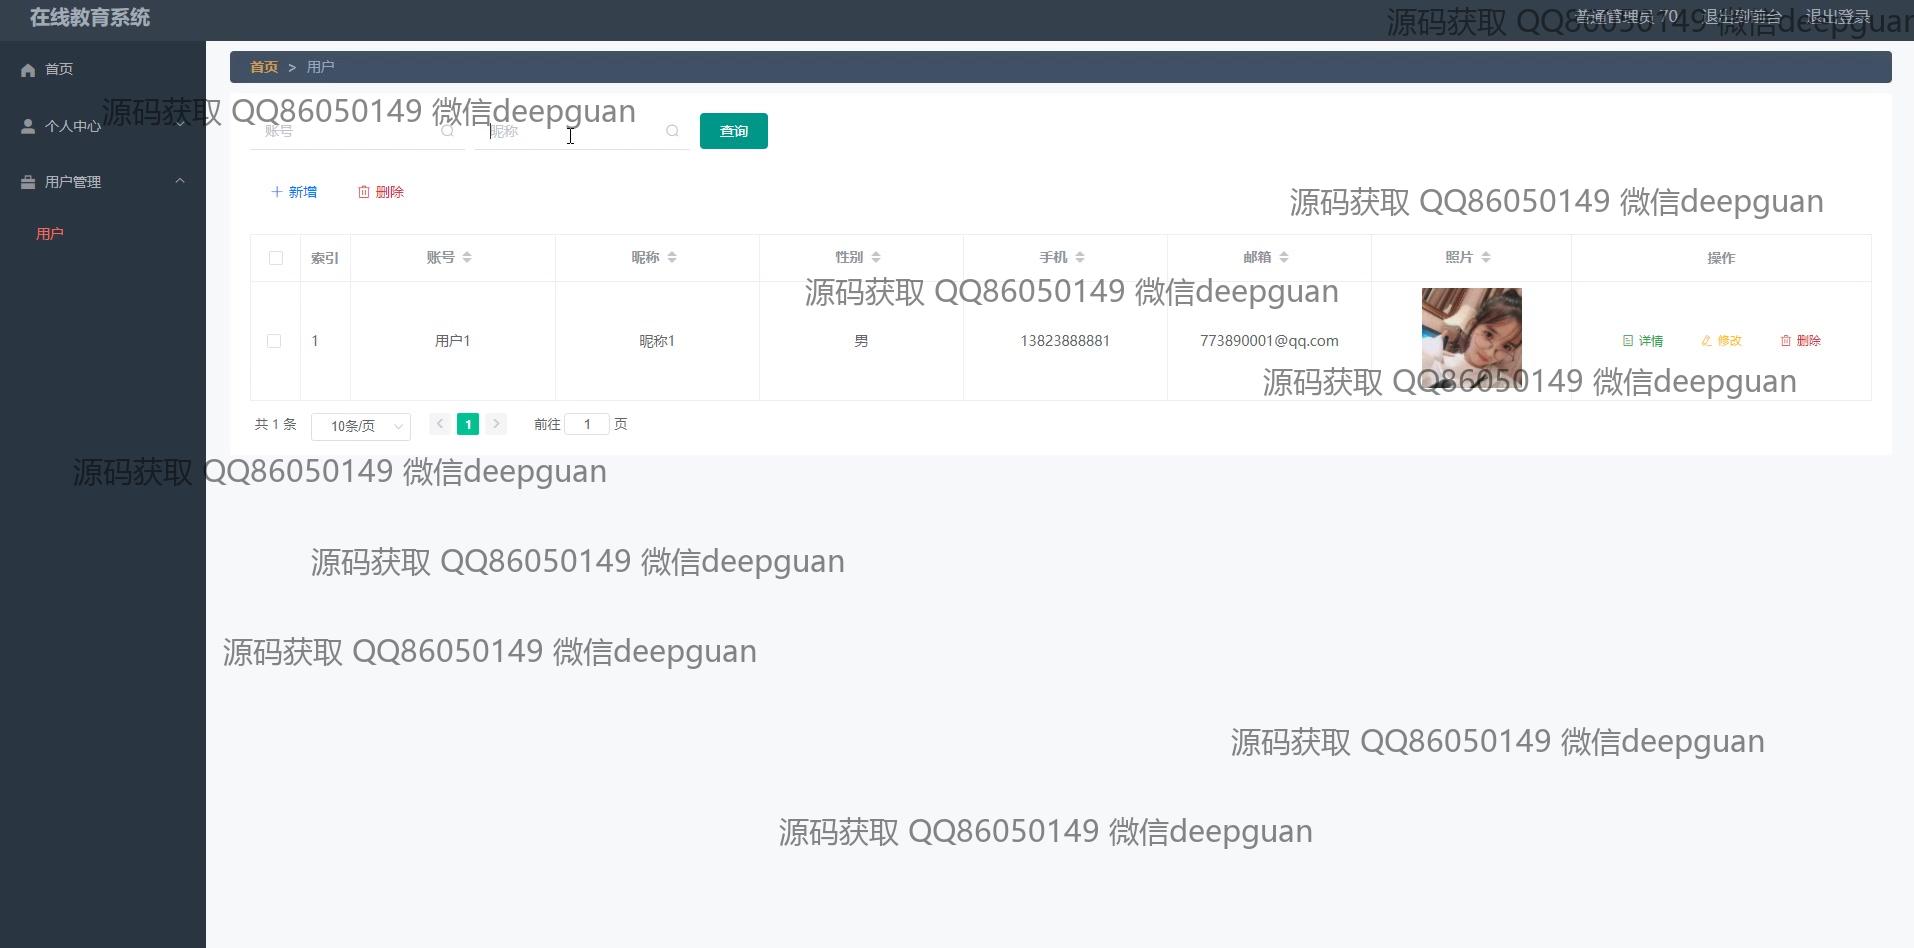 在线教育系统
普通管理员 70 退出到前台 退出登录
源码获取 QQ86050149 微信deepguan
首页
首页 > 用户
源码获取 QQ86050149 微信deepguan
个人中心
账号
昵称
查询
用户管理
新增
删除
源码获取 QQ86050149 微信deepguan
用户
索引 账号 昵称 性别 手机 邮箱 照片 操作
源码获取 QQ86050149 微信deepguan
1 用户1 昵称1 男 13823888881 773890001@qq.com 详情 修改 删除
源码获取 QQ86050149 微信deepguan
共 1 条 10条/页 1 前往 1 页
源码获取 QQ86050149 微信deepguan
源码获取 QQ86050149 微信deepguan
源码获取 QQ86050149 微信deepguan
源码获取 QQ86050149 微信deepguan
源码获取 QQ86050149 微信deepguan